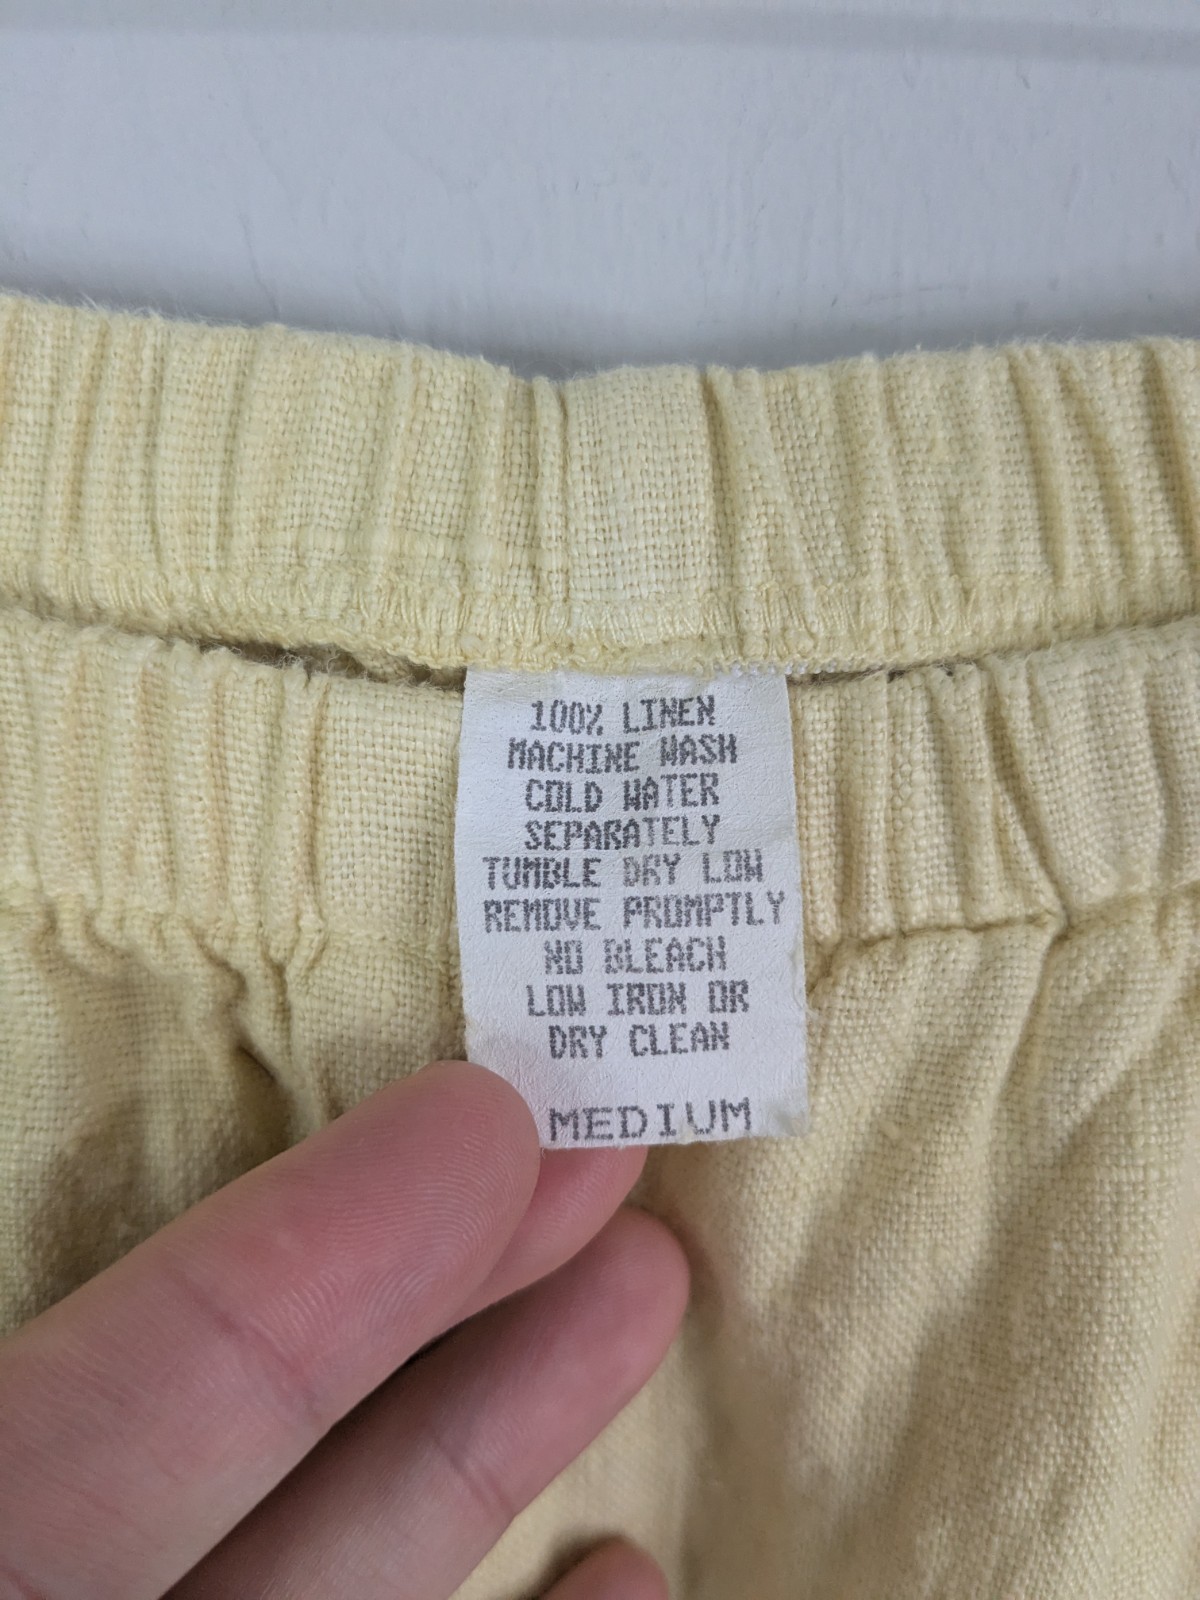 100% LINEN
MACHINE WASH
COLD WATER
SEPARATELY
TUMBLE DRY LOW
REMOVE PROMPTLY
NO BLEACH
LOW IRON OR
DRY CLEAN
MEDIUM